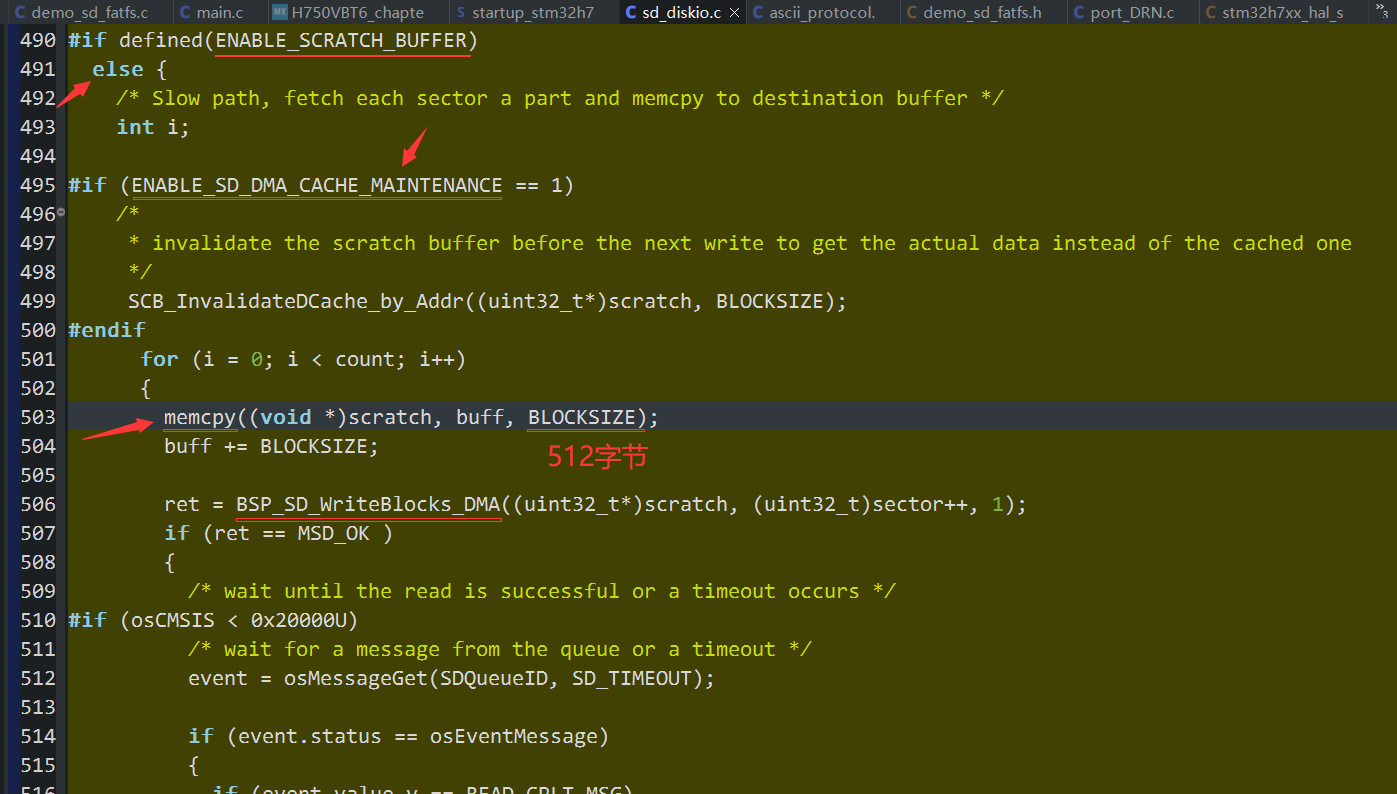 demo_sd_fatfs.c main.c MX H750VBT6_chapte startup_stm32h7 sd_diskio.c ascii_protocol. demo_sd_fatfs.h port_DRN.c stm32h7xx_hal_s »3
490 #if defined(ENABLE_SCRATCH_BUFFER)
491 else {
492 /* Slow path, fetch each sector a part and memcpy to destination buffer */
493 int i;
494
495 #if (ENABLE_SD_DMA_CACHE_MAINTENANCE == 1)
496 /*
497 * invalidate the scratch buffer before the next write to get the actual data instead of the cached one
498 */
499 SCB_InvalidateDCache_by_Addr((uint32_t*)scratch, BLOCKSIZE);
500 #endif
501 for (i = 0; i < count; i++)
502 {
503 memcpy((void *)scratch, buff, BLOCKSIZE);
504 buff += BLOCKSIZE;
512字节
505
506 ret = BSP_SD_WriteBlocks_DMA((uint32_t*)scratch, (uint32_t)sector++, 1);
507 if (ret == MSD_OK )
508 {
509 /* wait until the read is successful or a timeout occurs */
510 #if (osCMSIS < 0x20000U)
511 /* wait for a message from the queue or a timeout */
512 event = osMessageGet(SDQueueID, SD_TIMEOUT);
513
514 if (event.status == osEventMessage)
515 {
516 if (event.value.v == READ_CPLT_MSG)